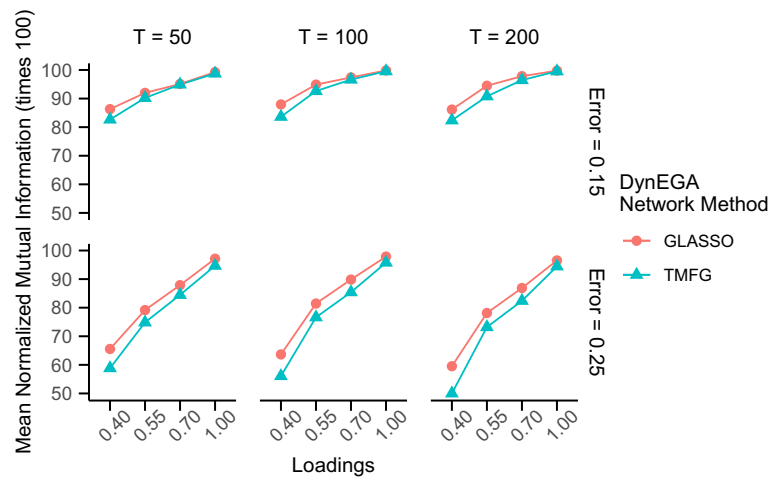 T = 50
T = 100
T = 200
Mean Normalized Mutual Information (times 100)
100
90
80
70
60
50
Error = 0.15
100
90
80
70
60
50
Error = 0.25
0.40
0.55
0.70
1.00
0.40
0.55
0.70
1.00
0.40
0.55
0.70
1.00
Loadings
DynEGA
Network Method
GLASSO
TMFG